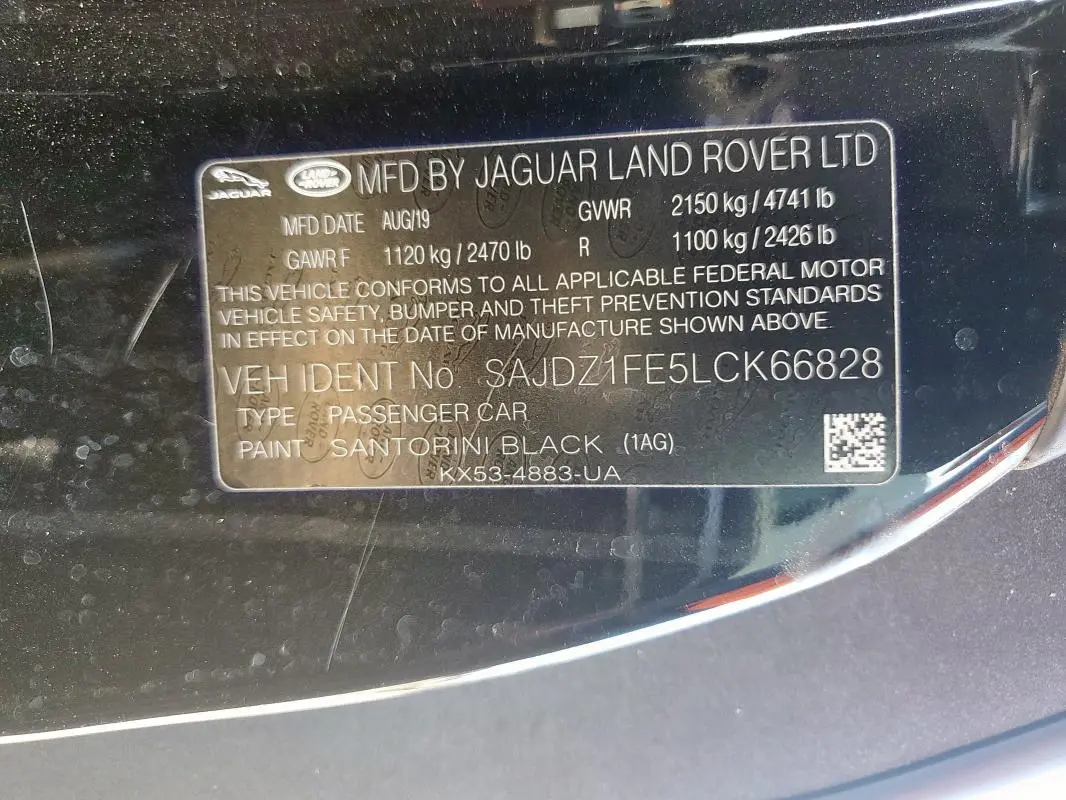 JAGUAR LAND ROVER MFD BY JAGUAR LAND ROVER LTD
MFD DATE AUG/19 GVWR 2150 kg / 4741 lb
GAWR F 1120 kg / 2470 lb R 1100 kg / 2426 lb
THIS VEHICLE CONFORMS TO ALL APPLICABLE FEDERAL MOTOR
VEHICLE SAFETY, BUMPER AND THEFT PREVENTION STANDARDS
IN EFFECT ON THE DATE OF MANUFACTURE SHOWN ABOVE.
VEH IDENT No SAJDZ1FE5LCK66828
TYPE PASSENGER CAR
PAINT SANTORINI BLACK (1AG)
KX53-4883-UA